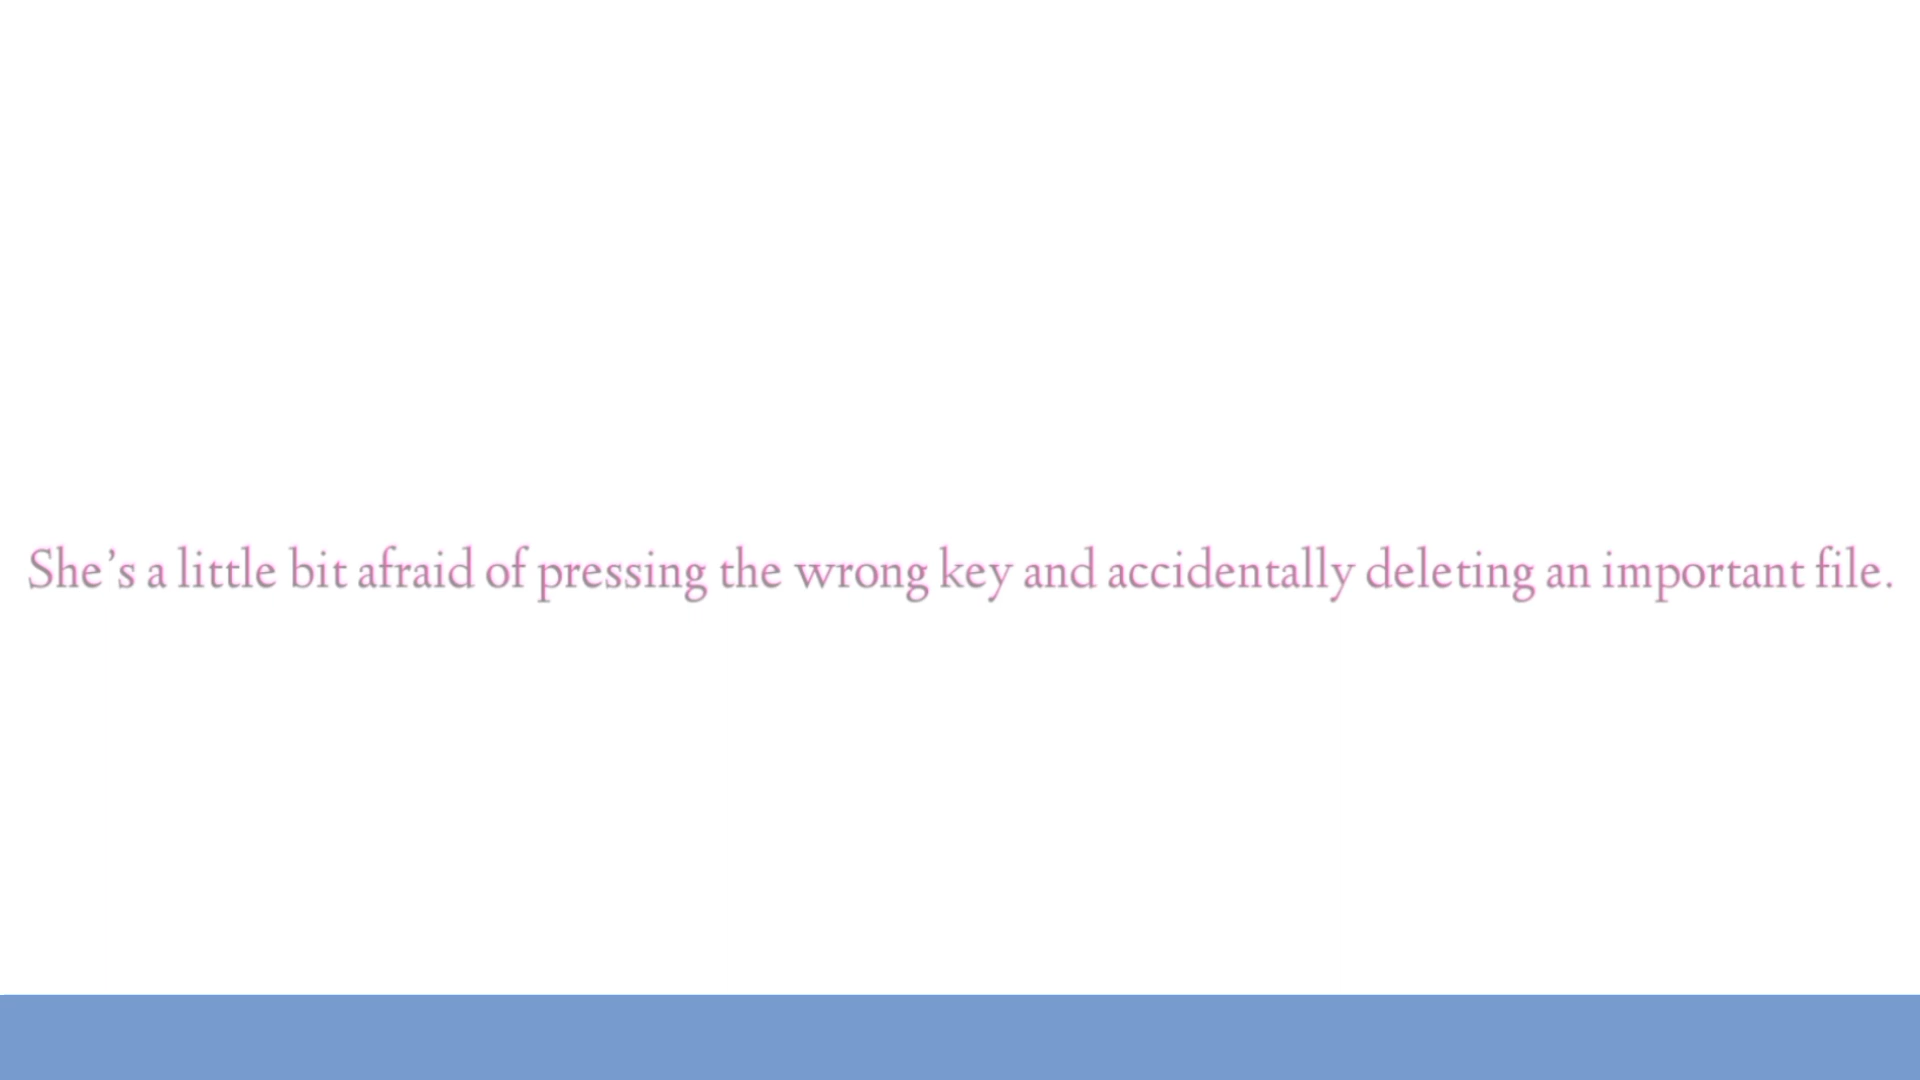 She’s a little bit afraid of pressing the wrong key and accidentally deleting an important file.